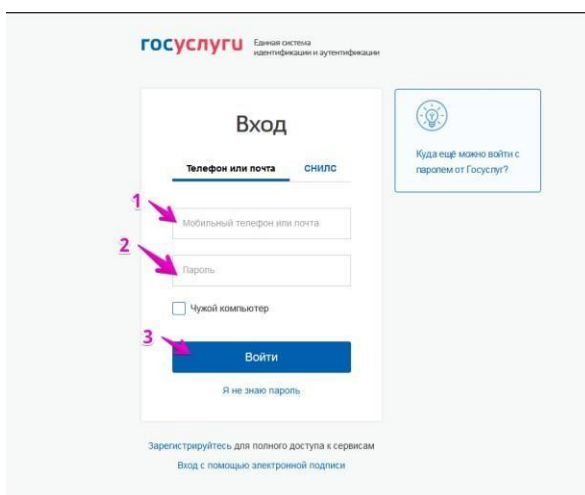 госуслуги
Единая система
идентификации и аутентификации
Вход
Телефон или почта СНИЛС
1
Мобильный телефон или почта
2
Пароль
Чужой компьютер
3
Войти
Я не знаю пароль
Куда ещё можно войти с
паролем от Госуслуг?
Зарегистрируйтесь для полного доступа к сервисам
Вход с помощью электронной подписи